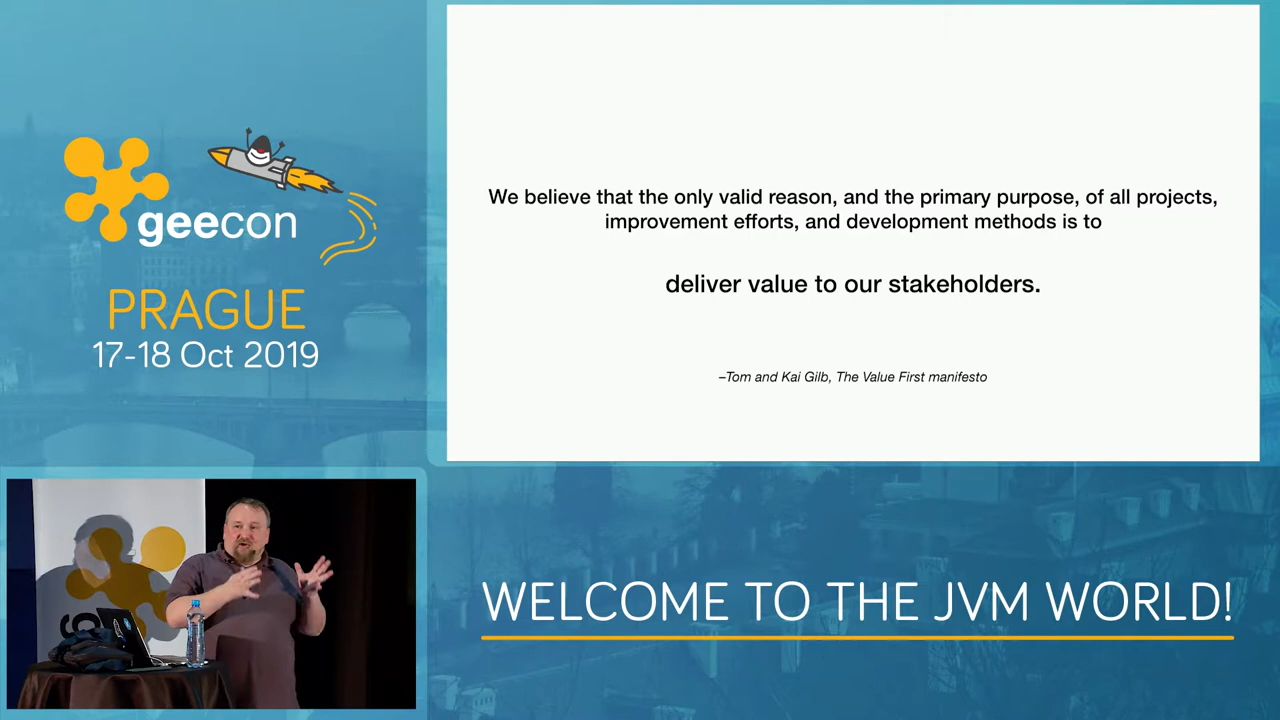 geecon
PRAGUE
17-18 Oct 2019
We believe that the only valid reason, and the primary purpose, of all projects,
improvement efforts, and development methods is to
deliver value to our stakeholders.
–Tom and Kai Gilb, The Value First manifesto
WELCOME TO THE JVM WORLD!